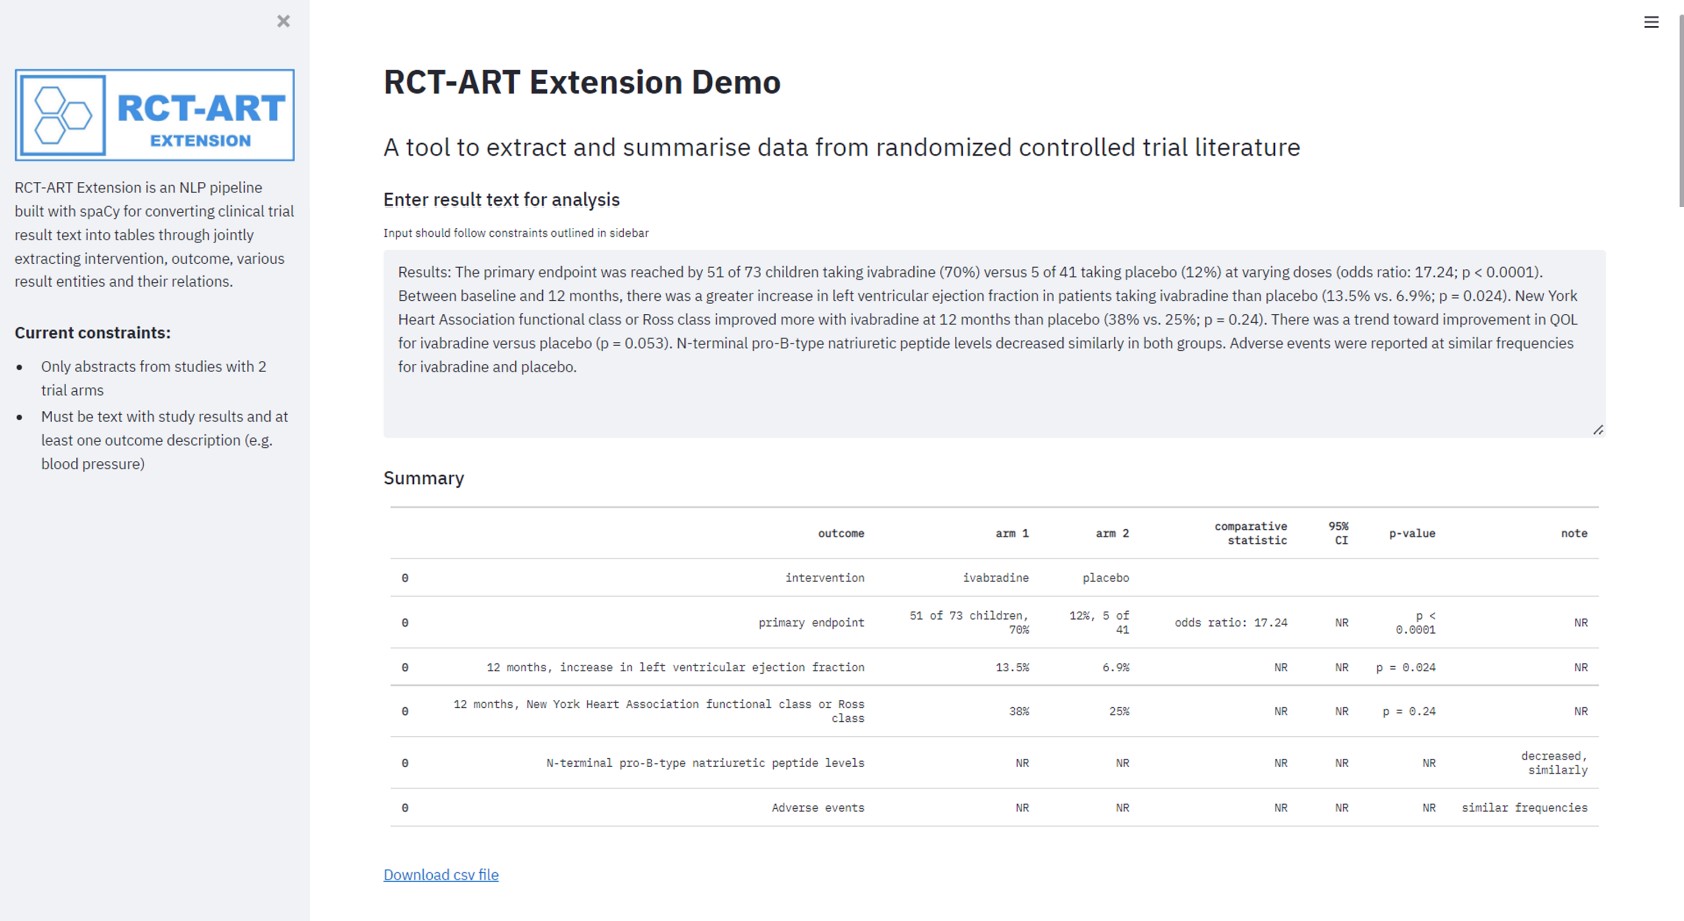 RCT-ART
EXTENSION
RCT-ART Extension is an NLP pipeline
built with spaCy for converting clinical trial
result text into tables through jointly
extracting intervention, outcome, various
result entities and their relations.
Current constraints:
Only abstracts from studies with 2
trial arms
Must be text with study results and at
least one outcome description (e.g.
blood pressure)
RCT-ART Extension Demo
A tool to extract and summarise data from randomized controlled trial literature
Enter result text for analysis
Input should follow constraints outlined in sidebar
Results: The primary endpoint was reached by 51 of 73 children taking ivabradine (70%) versus 5 of 41 taking placebo (12%) at varying doses (odds ratio: 17.24; p < 0.0001).
Between baseline and 12 months, there was a greater increase in left ventricular ejection fraction in patients taking ivabradine than placebo (13.5% vs. 6.9%; p = 0.024). New York
Heart Association functional class or Ross class improved more with ivabradine at 12 months than placebo (38% vs. 25%; p = 0.24). There was a trend toward improvement in QOL
for ivabradine versus placebo (p = 0.053). N-terminal pro-B-type natriuretic peptide levels decreased similarly in both groups. Adverse events were reported at similar frequencies
for ivabradine and placebo.
Summary
outcome arm 1 arm 2 comparative statistic 95% CI p-value note
0 intervention ivabradine placebo
0 primary endpoint 51 of 73 children, 70% 12%, 5 of 41 odds ratio: 17.24 NR p < 0.0001 NR
0 12 months, increase in left ventricular ejection fraction 13.5% 6.9% NR NR p = 0.024 NR
0 12 months, New York Heart Association functional class or Ross class 38% 25% NR NR p = 0.24 NR
0 N-terminal pro-B-type natriuretic peptide levels NR NR NR NR NR decreased, similarly
0 Adverse events NR NR NR NR NR similar frequencies
Download csv file